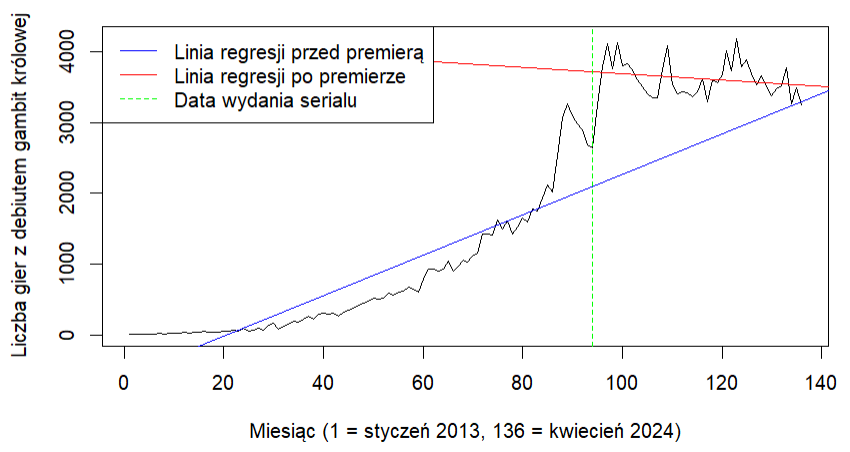 Liczba gier z debiutem gambit królowej
4000
3000
2000
1000
0
Linia regresji przed premierą
Linia regresji po premierze
Data wydania serialu
0 20 40 60 80 100 120 140
Miesiąc (1 = styczeń 2013, 136 = kwiecień 2024)